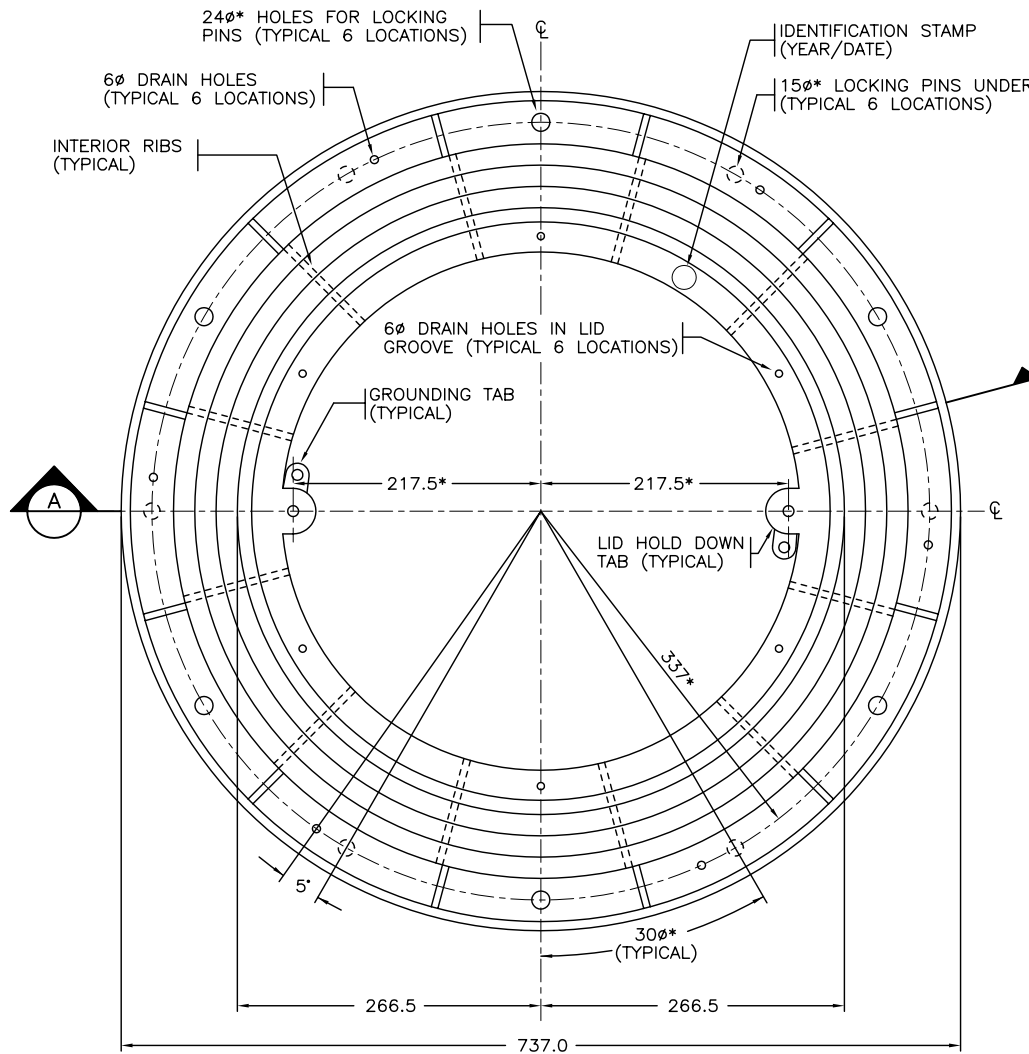 24ø* HOLES FOR LOCKING
PINS (TYPICAL 6 LOCATIONS)
℄
IDENTIFICATION STAMP
(YEAR/DATE)
6ø DRAIN HOLES
(TYPICAL 6 LOCATIONS)
15ø* LOCKING PINS UNDER
(TYPICAL 6 LOCATIONS)
INTERIOR RIBS
(TYPICAL)
6ø DRAIN HOLES IN LID
GROOVE (TYPICAL 6 LOCATIONS)
GROUNDING TAB
(TYPICAL)
217.5*
217.5*
A
℄
LID HOLD DOWN
TAB (TYPICAL)
337*
5°
30ø*
(TYPICAL)
266.5
266.5
737.0